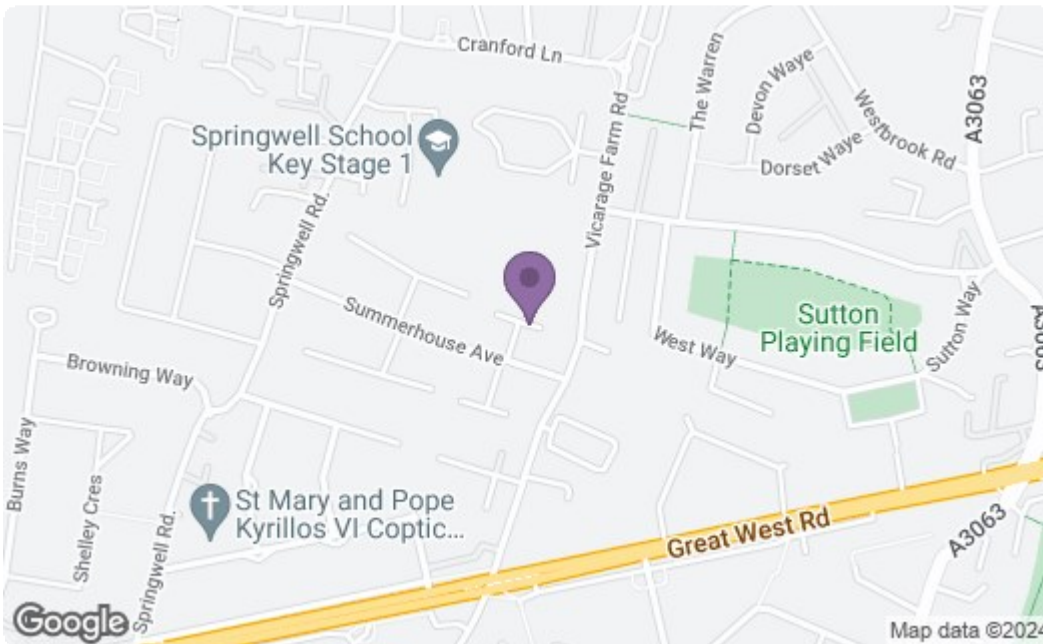 Cranford Ln
The Warren
Devon Waye
Westbrook Rd
A3063
Springwell School
Key Stage 1
Vicarage Farm Rd
Dorset Waye
Springwell Rd.
Summerhouse Ave
Sutton
Playing Field
Sutton Way
A3063
West Way
Browning Way
Burns Way
Shelley Cres
St Mary and Pope
Kyrillos VI Coptic...
Springwell Rd.
Great West Rd
A3063
Google
Map data ©2024